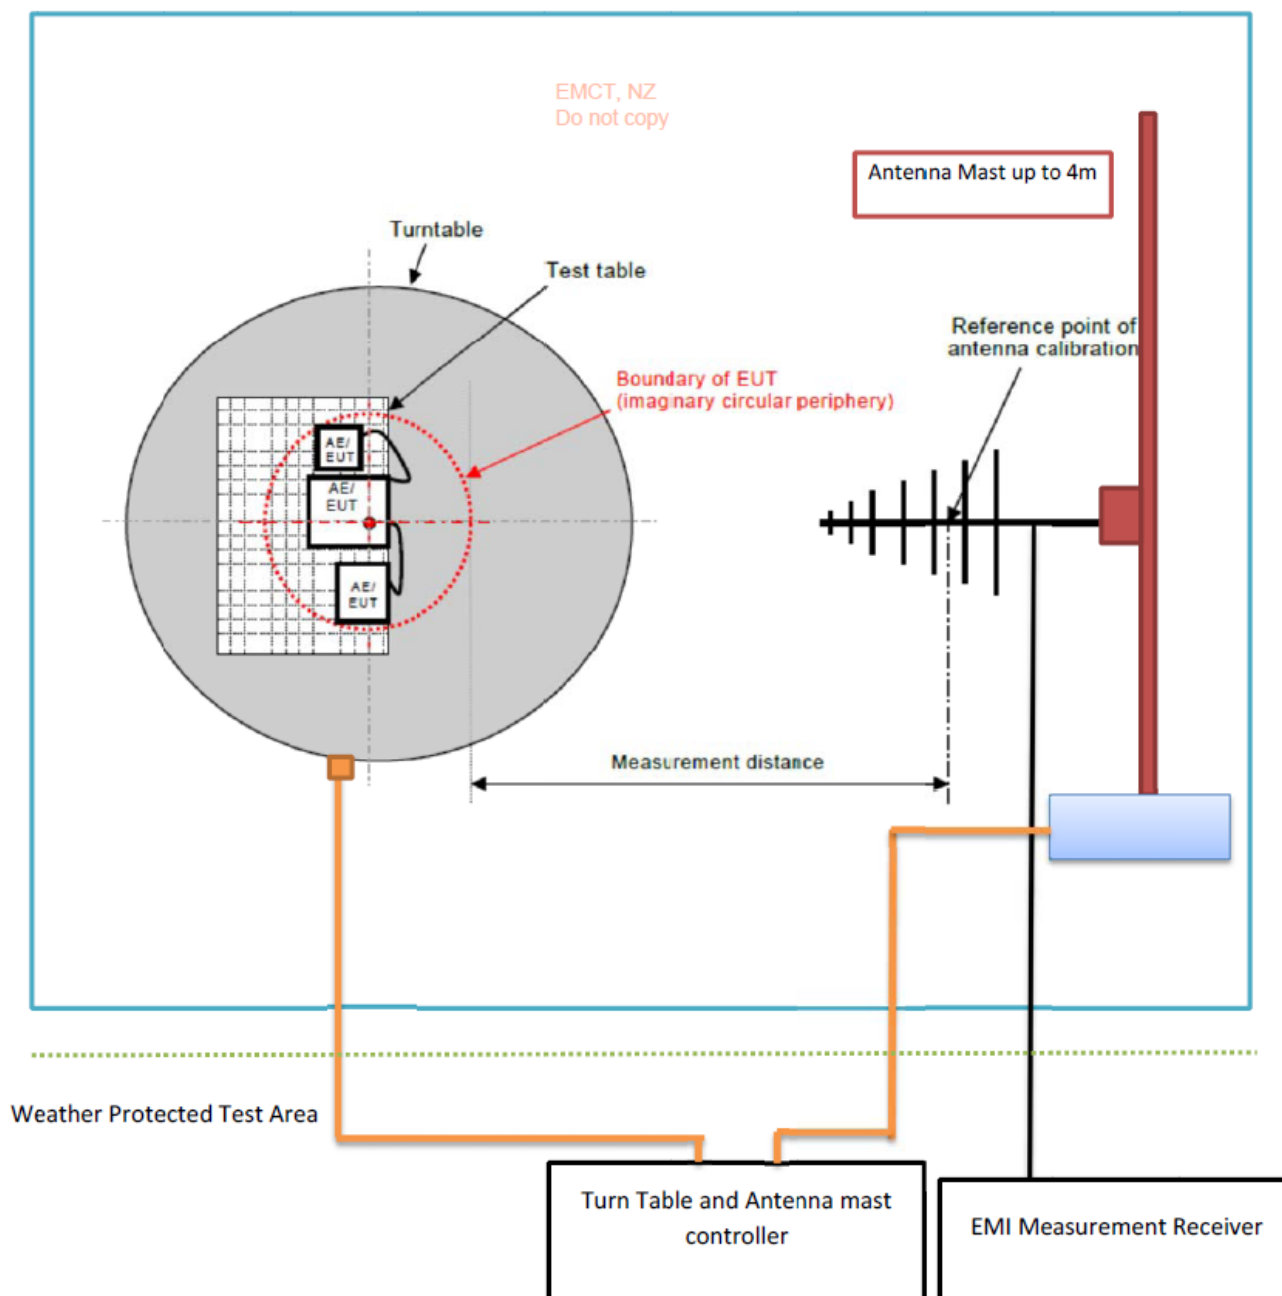 EMCT, NZ
Do not copy
Antenna Mast up to 4m
Turntable
Test table
Reference point of
antenna calibration
Boundary of EUT
(imaginary circular periphery)
AE/
EUT
AE/
EUT
AE/
EUT
Measurement distance
Weather Protected Test Area
Turn Table and Antenna mast
controller
EMI Measurement Receiver